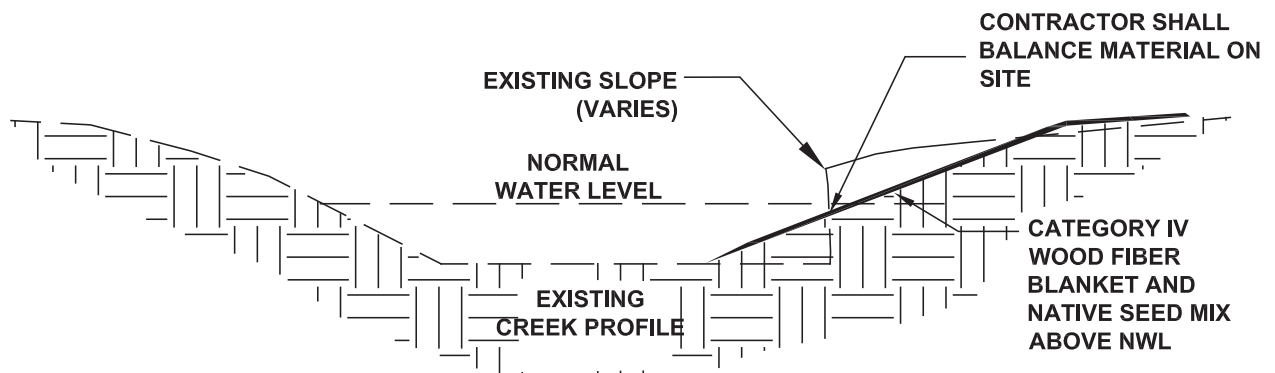 CONTRACTOR SHALL
BALANCE MATERIAL ON
SITE
EXISTING SLOPE
(VARIES)
NORMAL
WATER LEVEL
CATEGORY IV
WOOD FIBER
BLANKET AND
NATIVE SEED MIX
ABOVE NWL
EXISTING
CREEK PROFILE